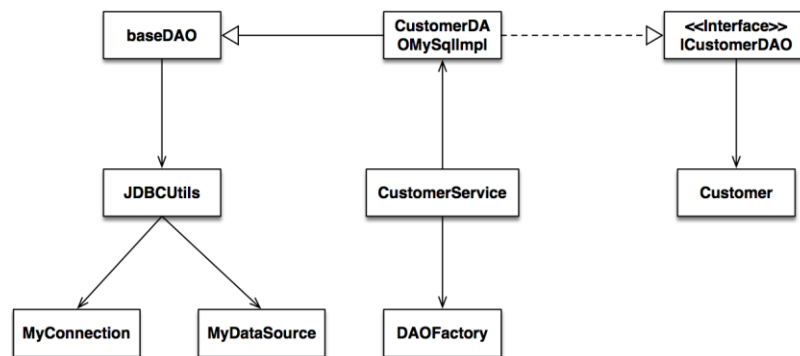 baseDAO
CustomerDA
OMySqlImpl
<<Interface>>
ICustomerDAO
JDBCUtils
CustomerService
Customer
MyConnection
MyDataSource
DAOFactory